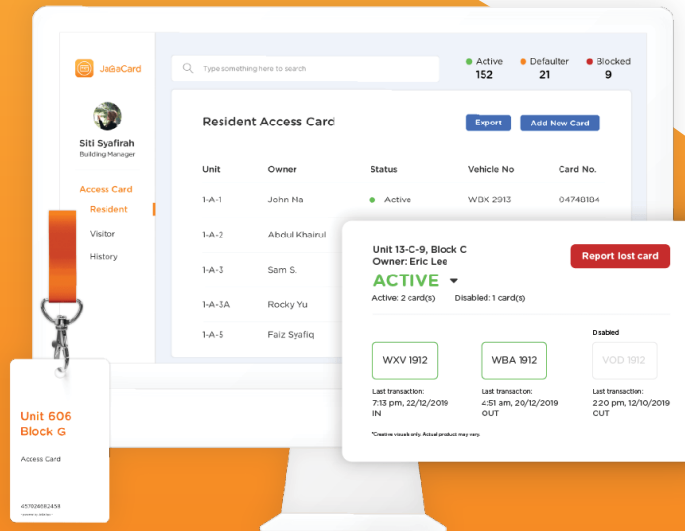 JaGaCard
Type something here to search
Active
152
Defaulter
21
Blocked
9
Siti Syafirah
Building Manager
Access Card
Resident
Visitor
History
Resident Access Card
Export
Add New Card
Unit Owner Status Vehicle No Card No.
1-A-1 John Na Active WBK 2913 04748184
1-A-2 Abdul Khairul
1-A-3 Sam S.
1-A-3A Rocky Yu
1-A-5 Faiz Syafiq
Unit 13-C-9, Block C
Owner: Eric Lee
ACTIVE
Active: 2 card(s) Disabled: 1 card(s)
Report lost card
WXV 1912
Last transaction:
7:13 pm, 22/12/2019
IN
WBA 1912
Last transaction:
4:51 am, 20/12/2019
OUT
Disabled
VOD 1912
Last transaction:
2:20 pm, 12/10/2019
OUT
*Creative visuals only. Actual product may vary.
Unit 606
Block G
Access Card